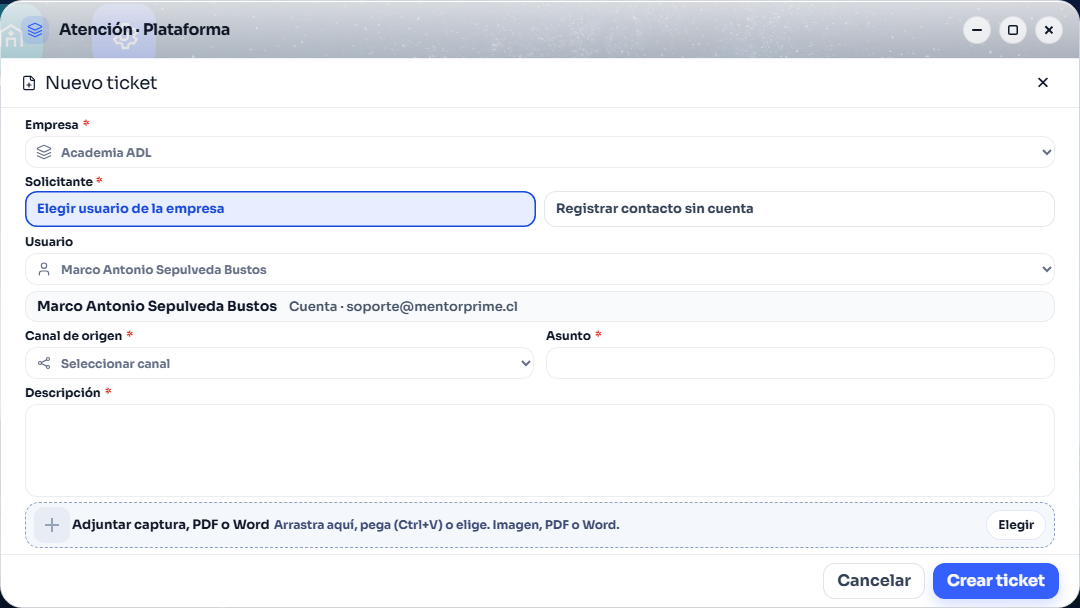 Atención · Plataforma
Nuevo ticket
Empresa *
Academia ADL
Solicitante *
Elegir usuario de la empresa
Registrar contacto sin cuenta
Usuario
Marco Antonio Sepulveda Bustos
Marco Antonio Sepulveda Bustos Cuenta · soporte@mentorprime.cl
Canal de origen *
Asunto *
Seleccionar canal
Descripción *
Adjuntar captura, PDF o Word Arrastra aquí, pega (Ctrl+V) o elige. Imagen, PDF o Word.
Elegir
Cancelar
Crear ticket